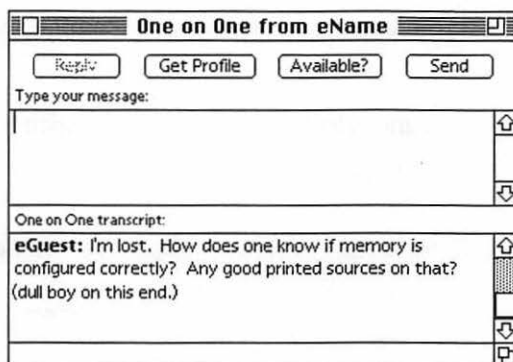 One on One from eName
Reply Get Profile Available? Send
Type your message:
One on One transcript:
eGuest: I'm lost. How does one know if memory is
configured correctly? Any good printed sources on that?
(dull boy on this end.)